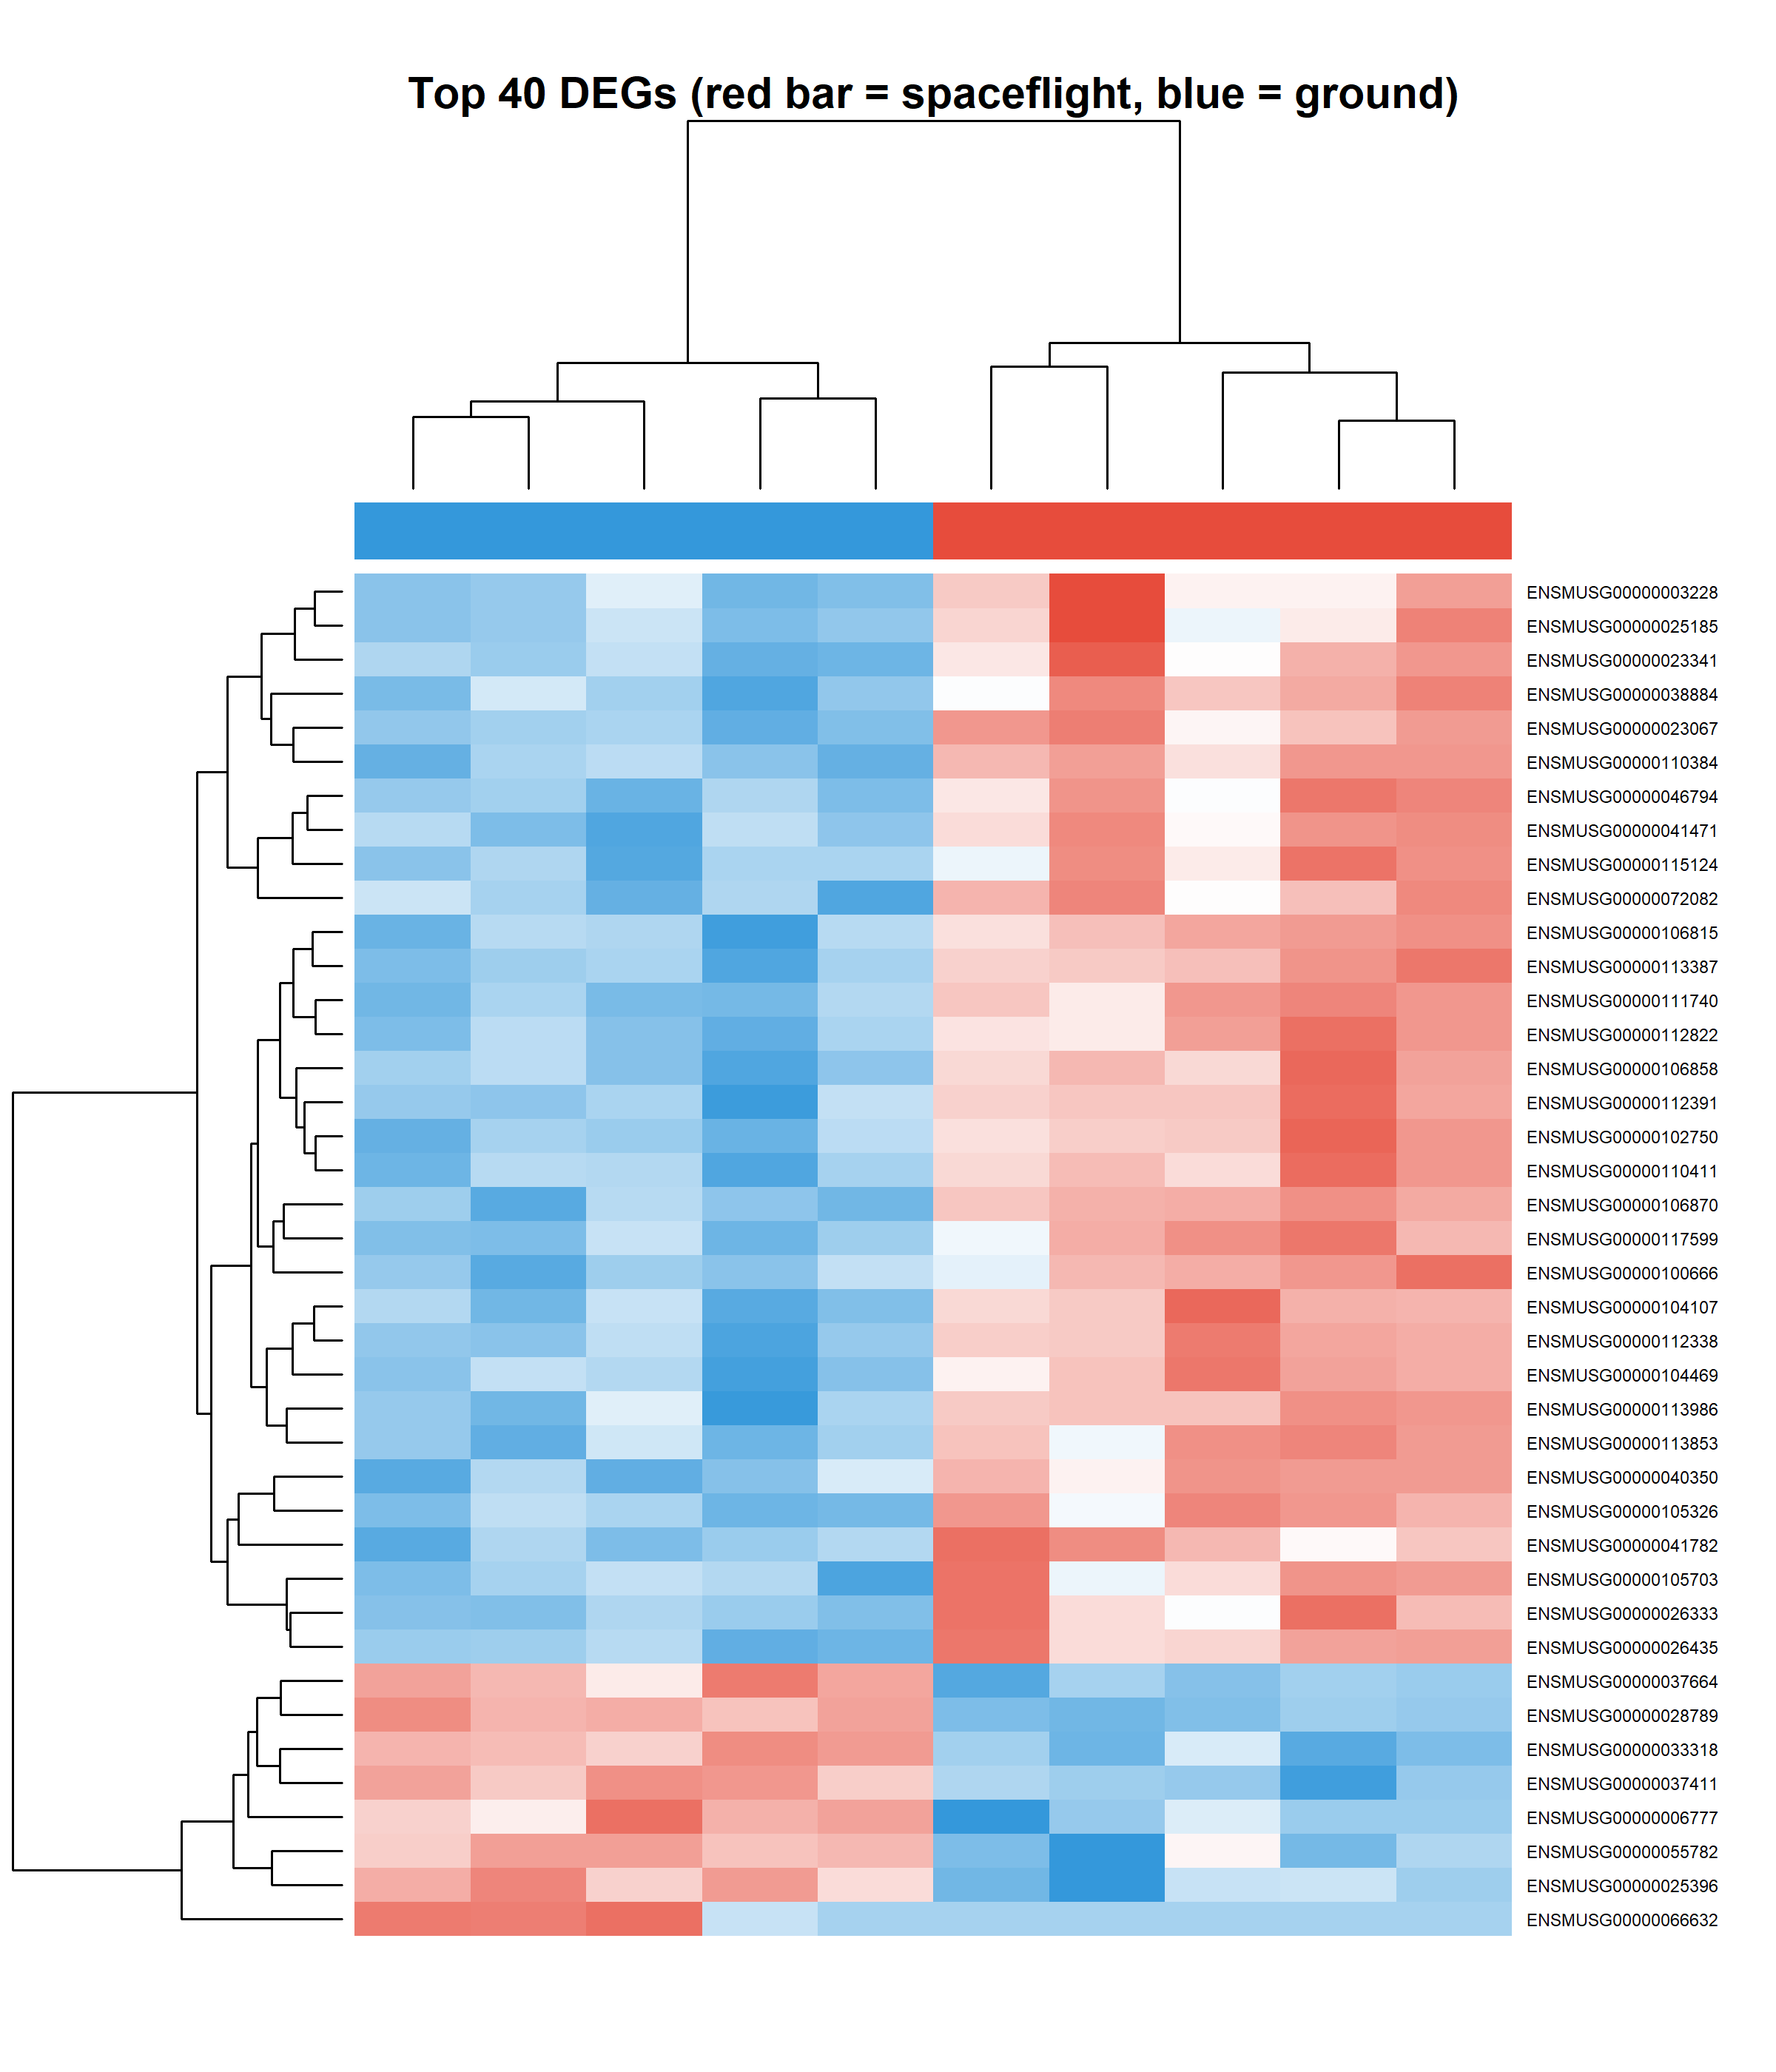 Top 40 DEGs (red bar = spaceflight, blue = ground)
ENSMUSG00000003228
ENSMUSG00000025185
ENSMUSG00000023341
ENSMUSG00000038884
ENSMUSG00000023067
ENSMUSG00000110384
ENSMUSG00000046794
ENSMUSG00000041471
ENSMUSG00000115124
ENSMUSG00000072082
ENSMUSG00000106815
ENSMUSG00000113387
ENSMUSG00000111740
ENSMUSG00000112822
ENSMUSG00000106858
ENSMUSG00000112391
ENSMUSG00000102750
ENSMUSG00000110411
ENSMUSG00000106870
ENSMUSG00000117599
ENSMUSG00000100666
ENSMUSG00000104107
ENSMUSG00000112338
ENSMUSG00000104469
ENSMUSG00000113986
ENSMUSG00000113853
ENSMUSG00000040350
ENSMUSG00000105326
ENSMUSG00000041782
ENSMUSG00000105703
ENSMUSG00000026333
ENSMUSG00000026435
ENSMUSG00000037664
ENSMUSG00000028789
ENSMUSG00000033318
ENSMUSG00000037411
ENSMUSG00000006777
ENSMUSG00000055782
ENSMUSG00000025396
ENSMUSG00000066632